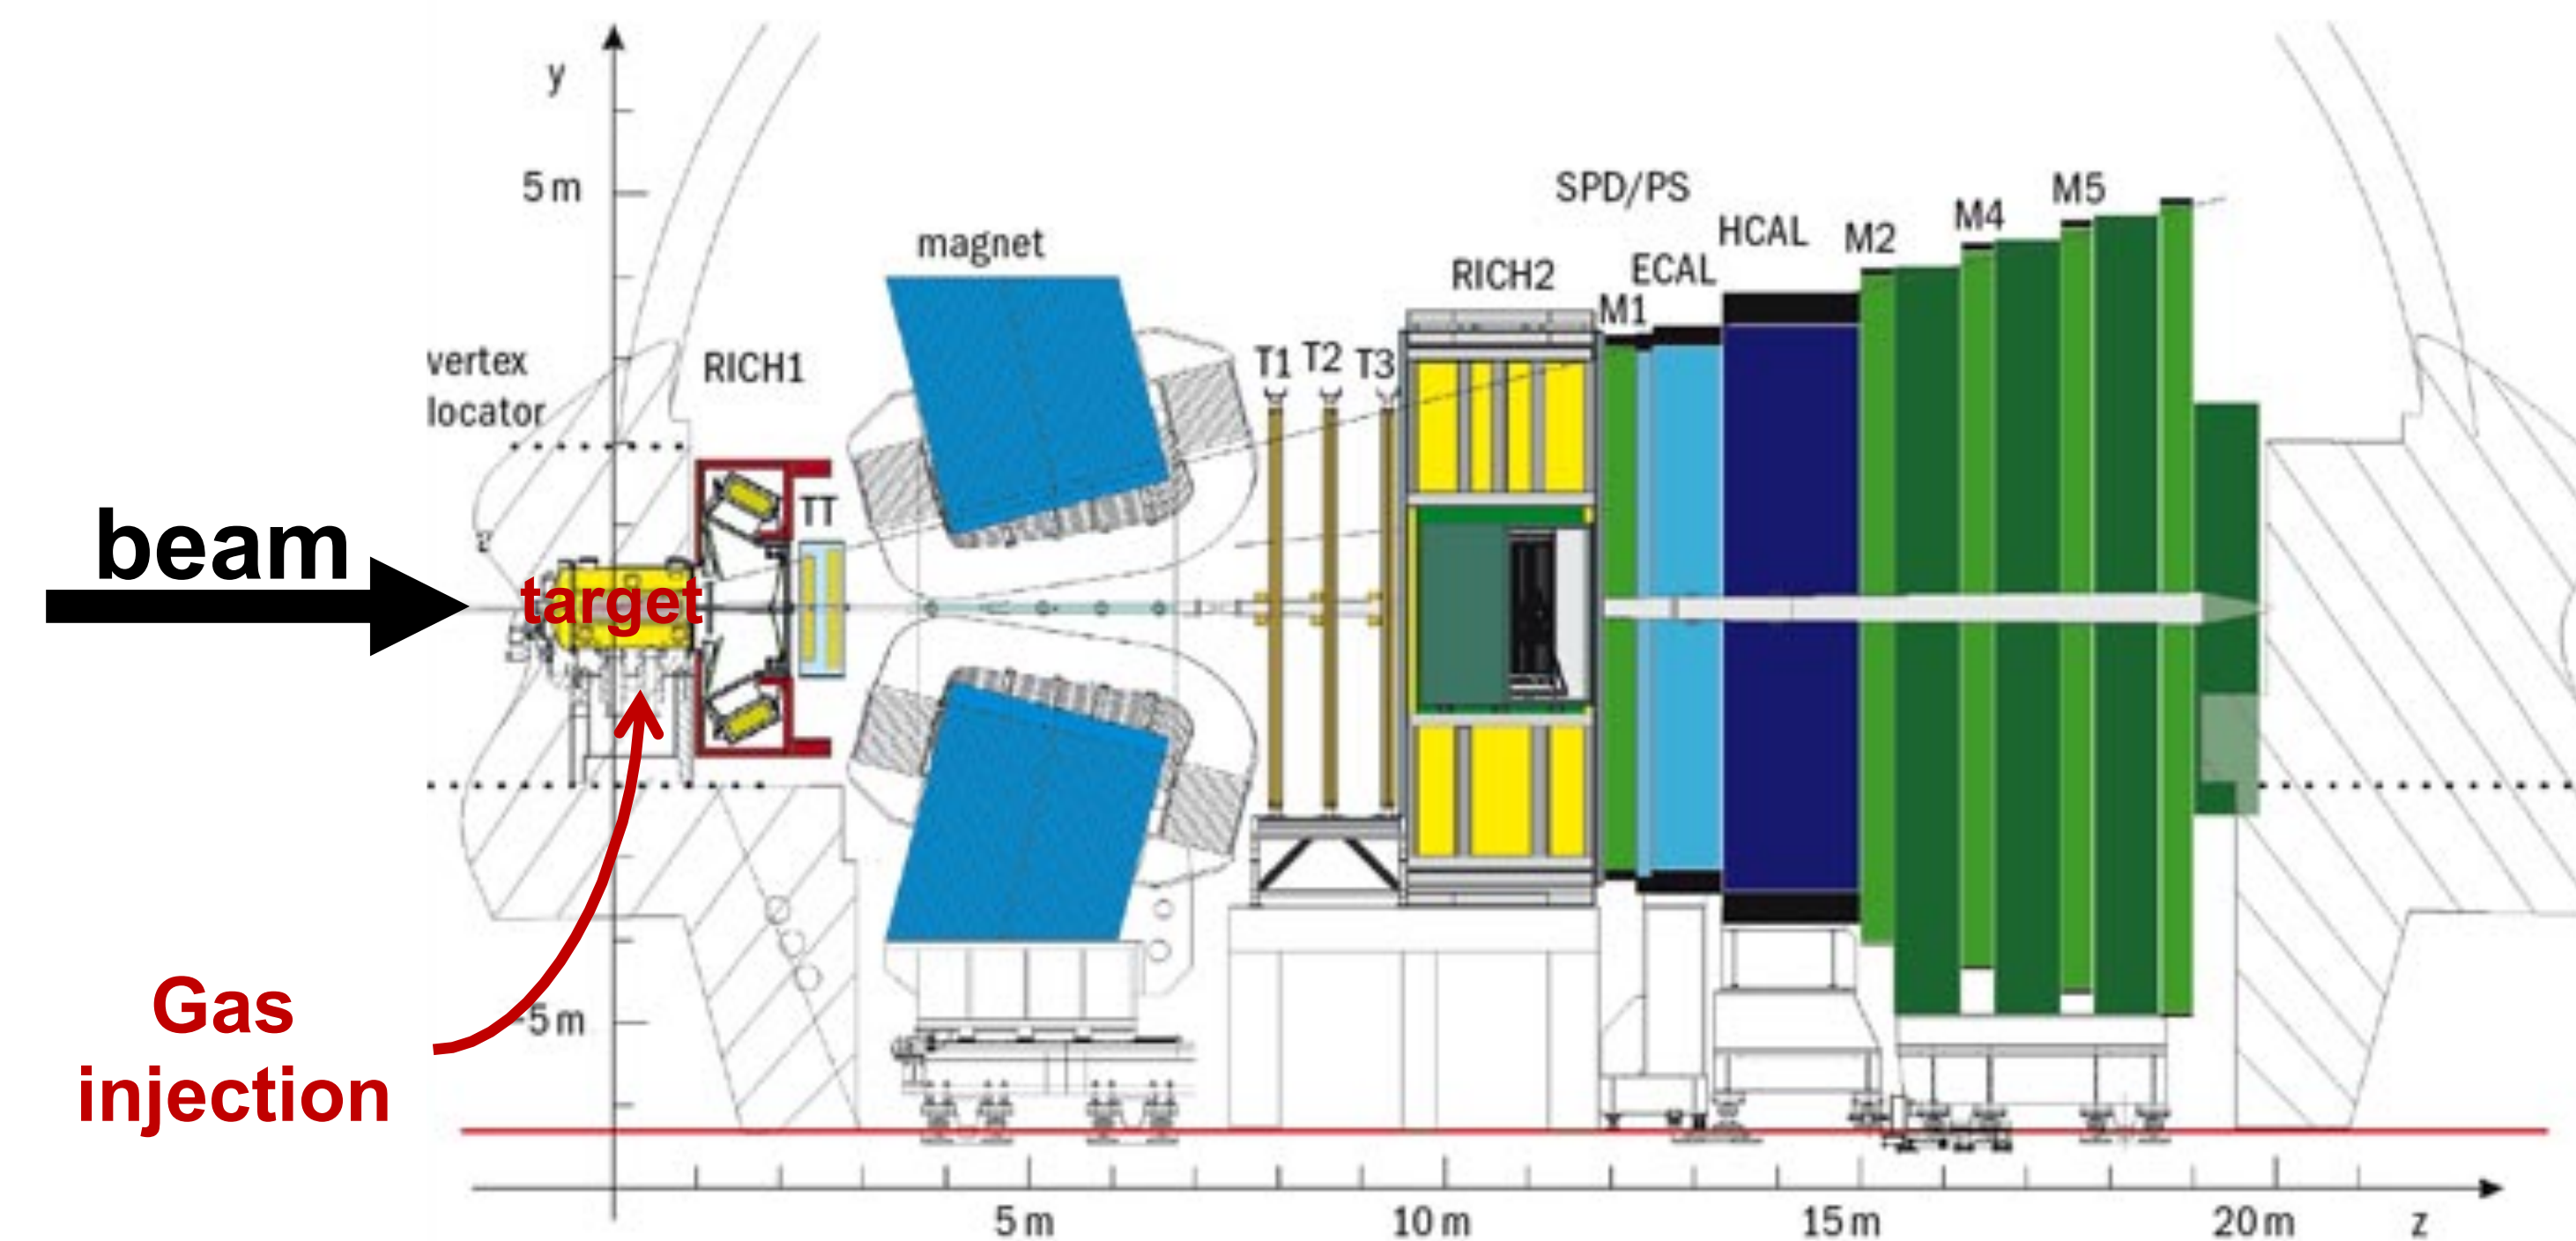 y
5 m
SPD/PS
M5
M4
HCAL
M2
magnet
ECAL
RICH2
M1
vertex
locator
RICH1
T1
T2
T3
TT
beam
target
Gas
injection
-5 m
5 m
10 m
15 m
20 m
z